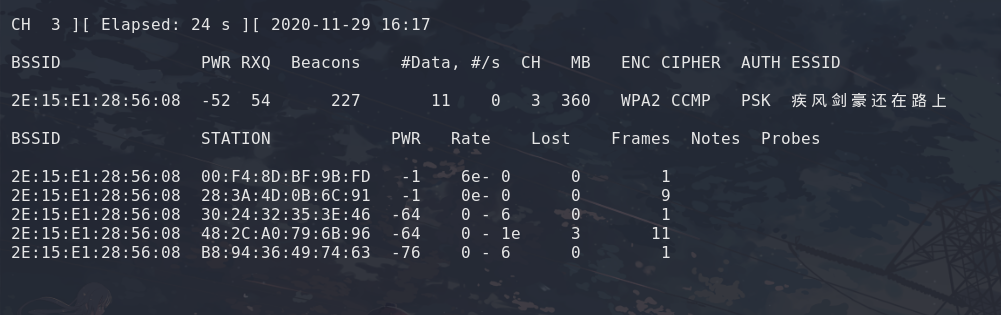 CH  3 ][ Elapsed: 24 s ][ 2020-11-29 16:17
BSSID              PWR RXQ  Beacons    #Data, #/s  CH   MB   ENC CIPHER  AUTH ESSID
2E:15:E1:28:56:08  -52  54      227       11    0   3  360   WPA2 CCMP   PSK  疾风剑豪还在路上
BSSID              STATION            PWR   Rate    Lost    Frames  Notes  Probes
2E:15:E1:28:56:08  00:F4:8D:BF:9B:FD   -1     6e- 0      0        1
2E:15:E1:28:56:08  28:3A:4D:0B:6C:91   -1     0e- 0      0        9
2E:15:E1:28:56:08  30:24:32:35:3E:46  -64    0 - 6      0        1
2E:15:E1:28:56:08  48:2C:A0:79:6B:96  -64    0 - 1e     3       11
2E:15:E1:28:56:08  B8:94:36:49:74:63  -76    0 - 6      0        1